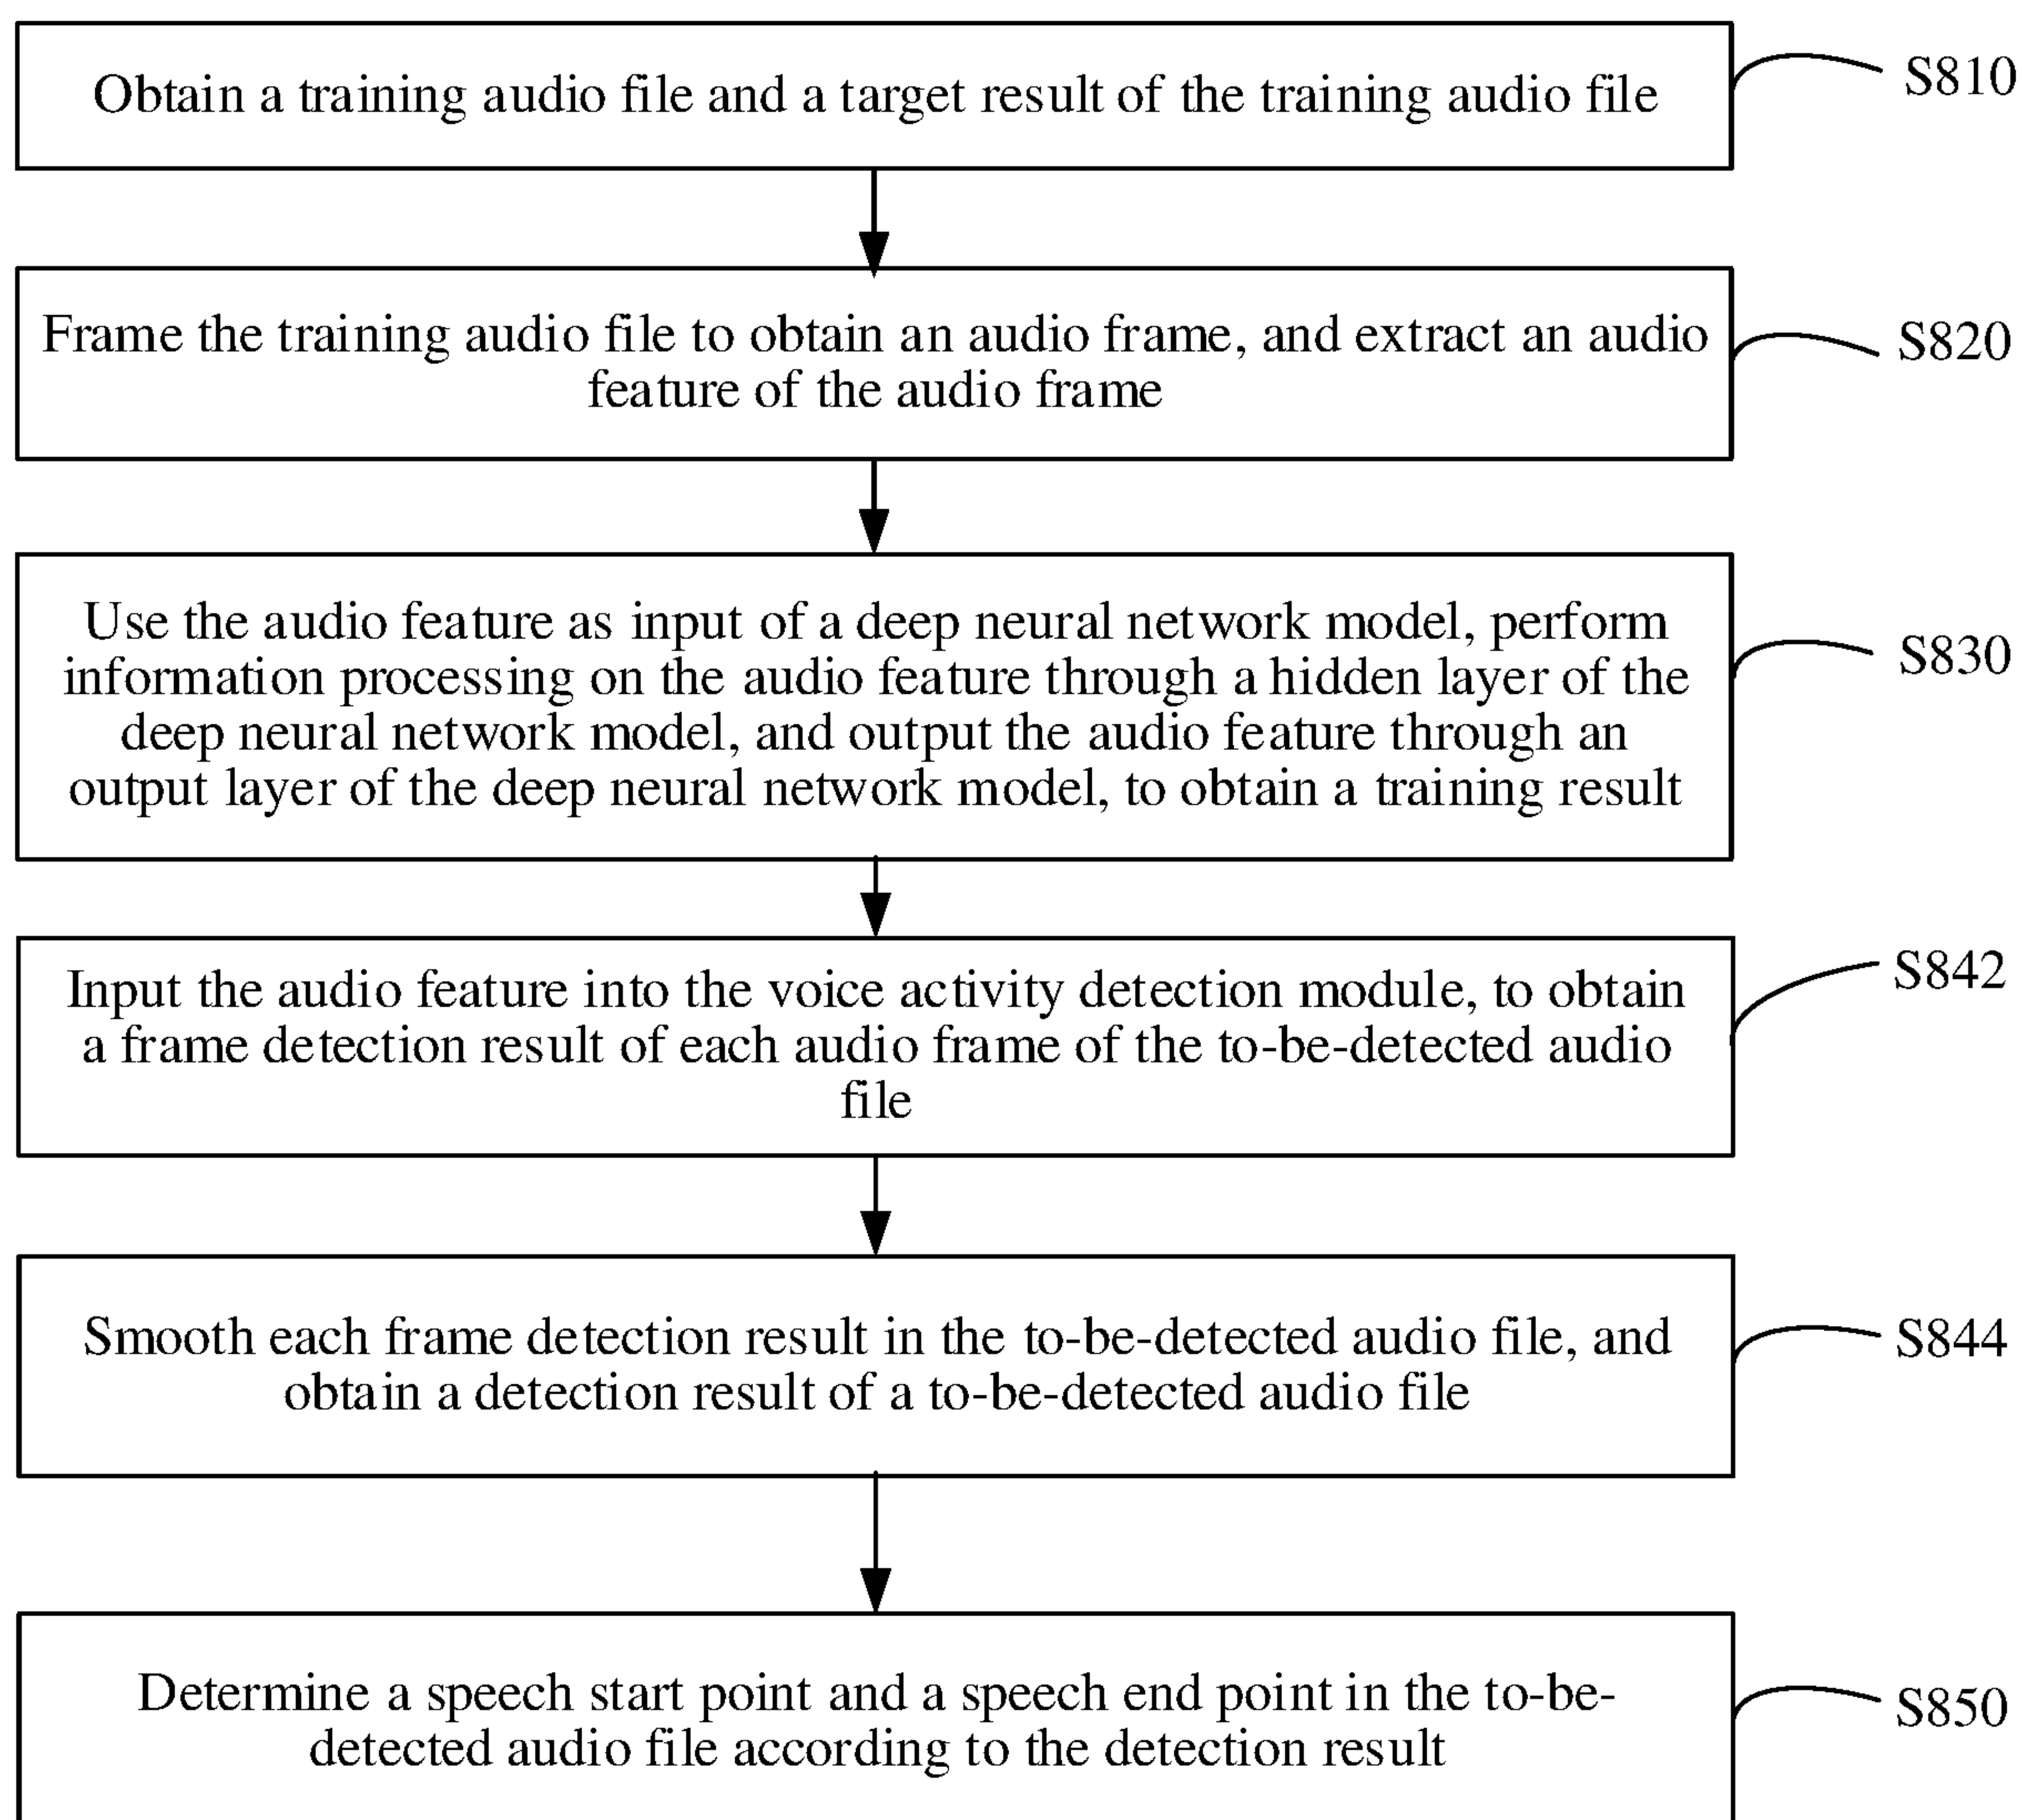 Obtain a training audio file and a target result of the training audio file
S810
Frame the training audio file to obtain an audio frame, and extract an audio
feature of the audio frame
S820
Use the audio feature as input of a deep neural network model, perform
information processing on the audio feature through a hidden layer of the
deep neural network model, and output the audio feature through an
output layer of the deep neural network model, to obtain a training result
S830
Input the audio feature into the voice activity detection module, to obtain
a frame detection result of each audio frame of the to-be-detected audio
file
S842
Smooth each frame detection result in the to-be-detected audio file, and
obtain a detection result of a to-be-detected audio file
S844
Determine a speech start point and a speech end point in the to-be-
detected audio file according to the detection result
S850